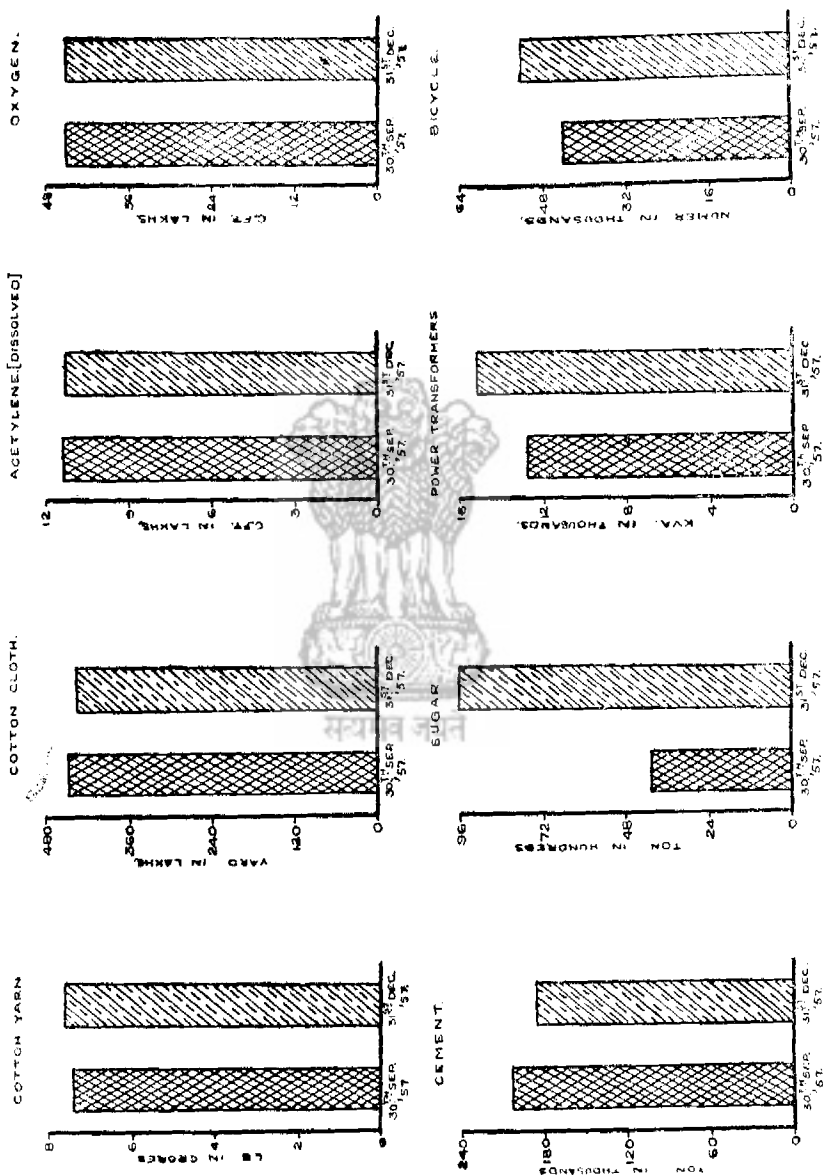 COTTON YARN
8
6
4
2
0
LB IN CRORES
30TH SEP.
'57
31ST DEC.
'57.
COTTON CLOTH.
480
360
240
120
0
YARD IN LAKHS.
30TH SEP.
'57.
31ST DEC.
'57.
ACETYLENE.[DISSOLVED]
12
9
6
3
0
C.FT. IN LAKHS.
30TH SEP.
'57.
31ST DEC
'57.
OXYGEN.
48
36
24
12
0
C.FT. IN LAKHS.
30TH SEP.
'57.
31ST DEC.
'57.
CEMENT.
240
180
120
60
TON IN
THOUSANDS
30TH SEP.
'57.
31ST DEC.
'57.
SUGAR
96
72
48
24
0
TON IN HUNDREDS
30TH SEP.
'57.
31ST DEC.
'57.
POWER TRANSFORMERS
16
12
8
4
0
KVA. IN THOUSANDS.
30TH SEP
'57.
31ST DEC
'57.
BICYCLE.
64
48
32
16
0
NUMER IN THOUSANDS.
30TH SEP.
'57.
31ST DEC.
'57.
सत्यमेव जयते